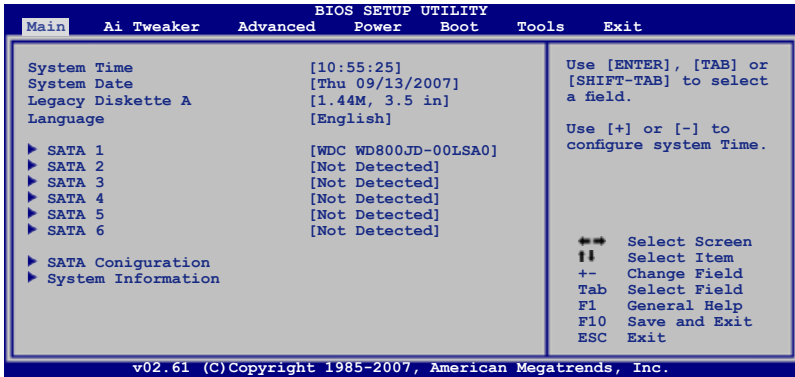 BIOS SETUP UTILITY
Main Ai Tweaker Advanced Power Boot Tools Exit
System Time [10:55:25]
System Date [Thu 09/13/2007]
Legacy Diskette A [1.44M, 3.5 in]
Language [English]
SATA 1 [WDC WD800JD-00LSA0]
SATA 2 [Not Detected]
SATA 3 [Not Detected]
SATA 4 [Not Detected]
SATA 5 [Not Detected]
SATA 6 [Not Detected]
SATA Coniguration
System Information
Use [ENTER], [TAB] or
[SHIFT-TAB] to select
a field.
Use [+] or [-] to
configure system Time.
Select Screen
Select Item
+- Change Field
Tab Select Field
F1 General Help
F10 Save and Exit
ESC Exit
v02.61 (C)Copyright 1985-2007, American Megatrends, Inc.